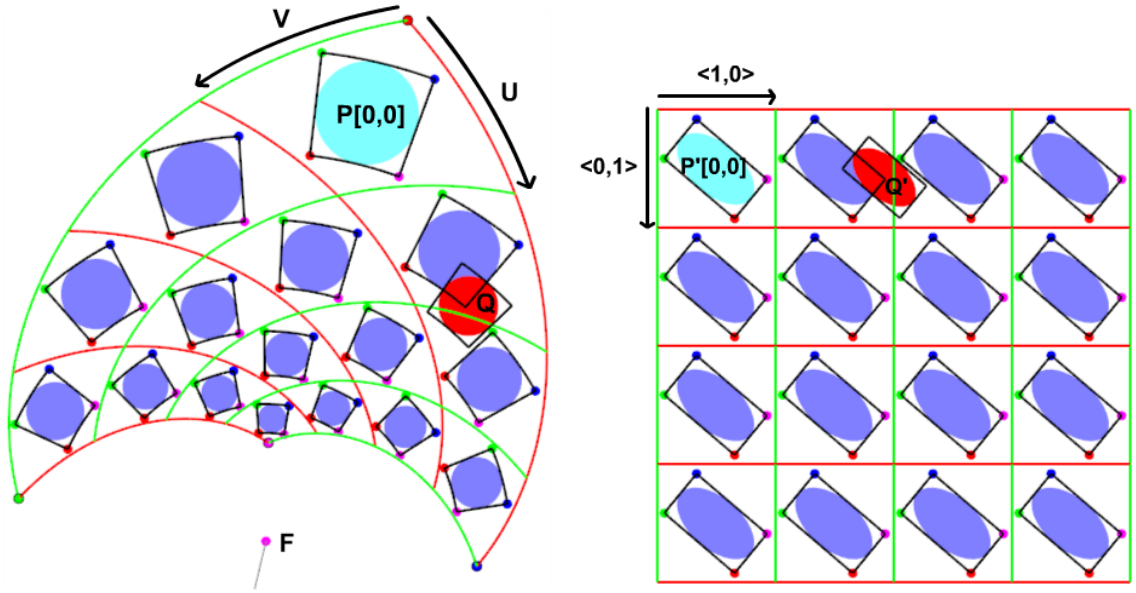 V
U
P[0,0]
Q
F
<1,0>
<0,1>
P'[0,0]
Q'